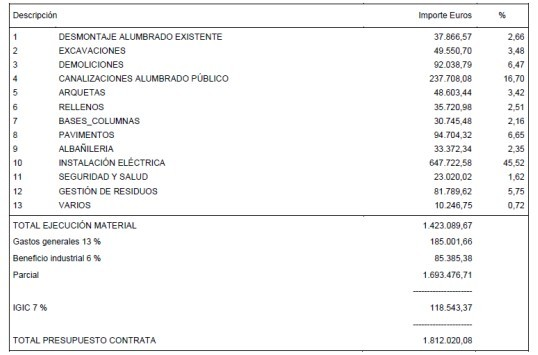 Descripción Importe Euros %
1 DESMONTAJE ALUMBRADO EXISTENTE 37.866,57 2,66
2 EXCAVACIONES 49.550,70 3,48
3 DEMOLICIONES 92.038,79 6,47
4 CANALIZACIONES ALUMBRADO PÚBLICO 237.708,08 16,70
5 ARQUETAS 48.603,44 3,42
6 RELLENOS 35.720,98 2,51
7 BASES_COLUMNAS 30.745,48 2,16
8 PAVIMENTOS 94.704,32 6,65
9 ALBAÑILERIA 33.372,34 2,35
10 INSTALACIÓN ELÉCTRICA 647.722,58 45,52
11 SEGURIDAD Y SALUD 23.020,02 1,62
12 GESTIÓN DE RESIDUOS 81.789,62 5,75
13 VARIOS 10.246,75 0,72
TOTAL EJECUCIÓN MATERIAL 1.423.089,67
Gastos generales 13 % 185.001,66
Beneficio industrial 6 % 85.385,38
Parcial 1.693.476,71
---------------------
IGIC 7 % 118.543,37
---------------------
TOTAL PRESUPUESTO CONTRATA 1.812.020,08